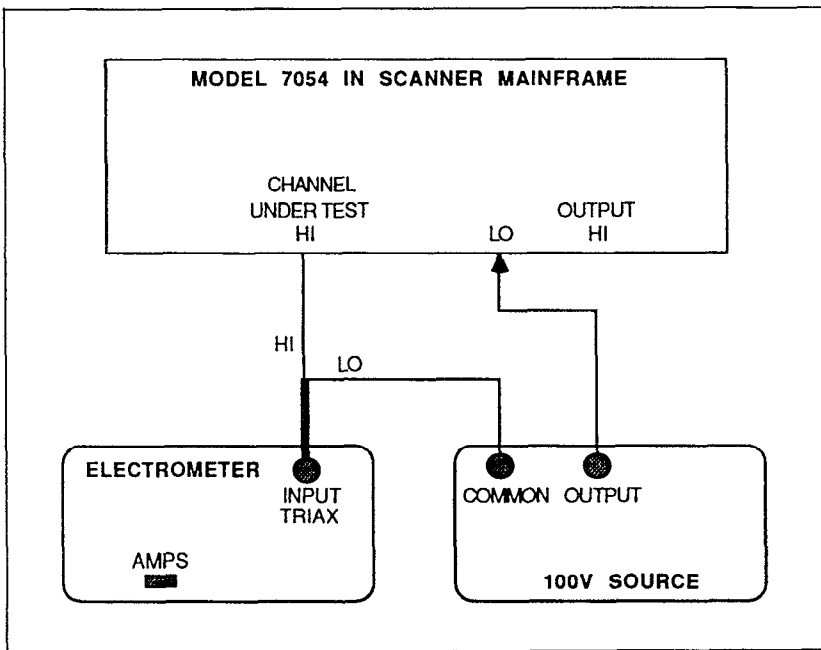 MODEL 7054 IN SCANNER MAINFRAME
CHANNEL
UNDER TEST
HI
LO
OUTPUT
HI
HI
LO
ELECTROMETER
INPUT
TRIAX
AMPS
COMMON
OUTPUT
100V SOURCE